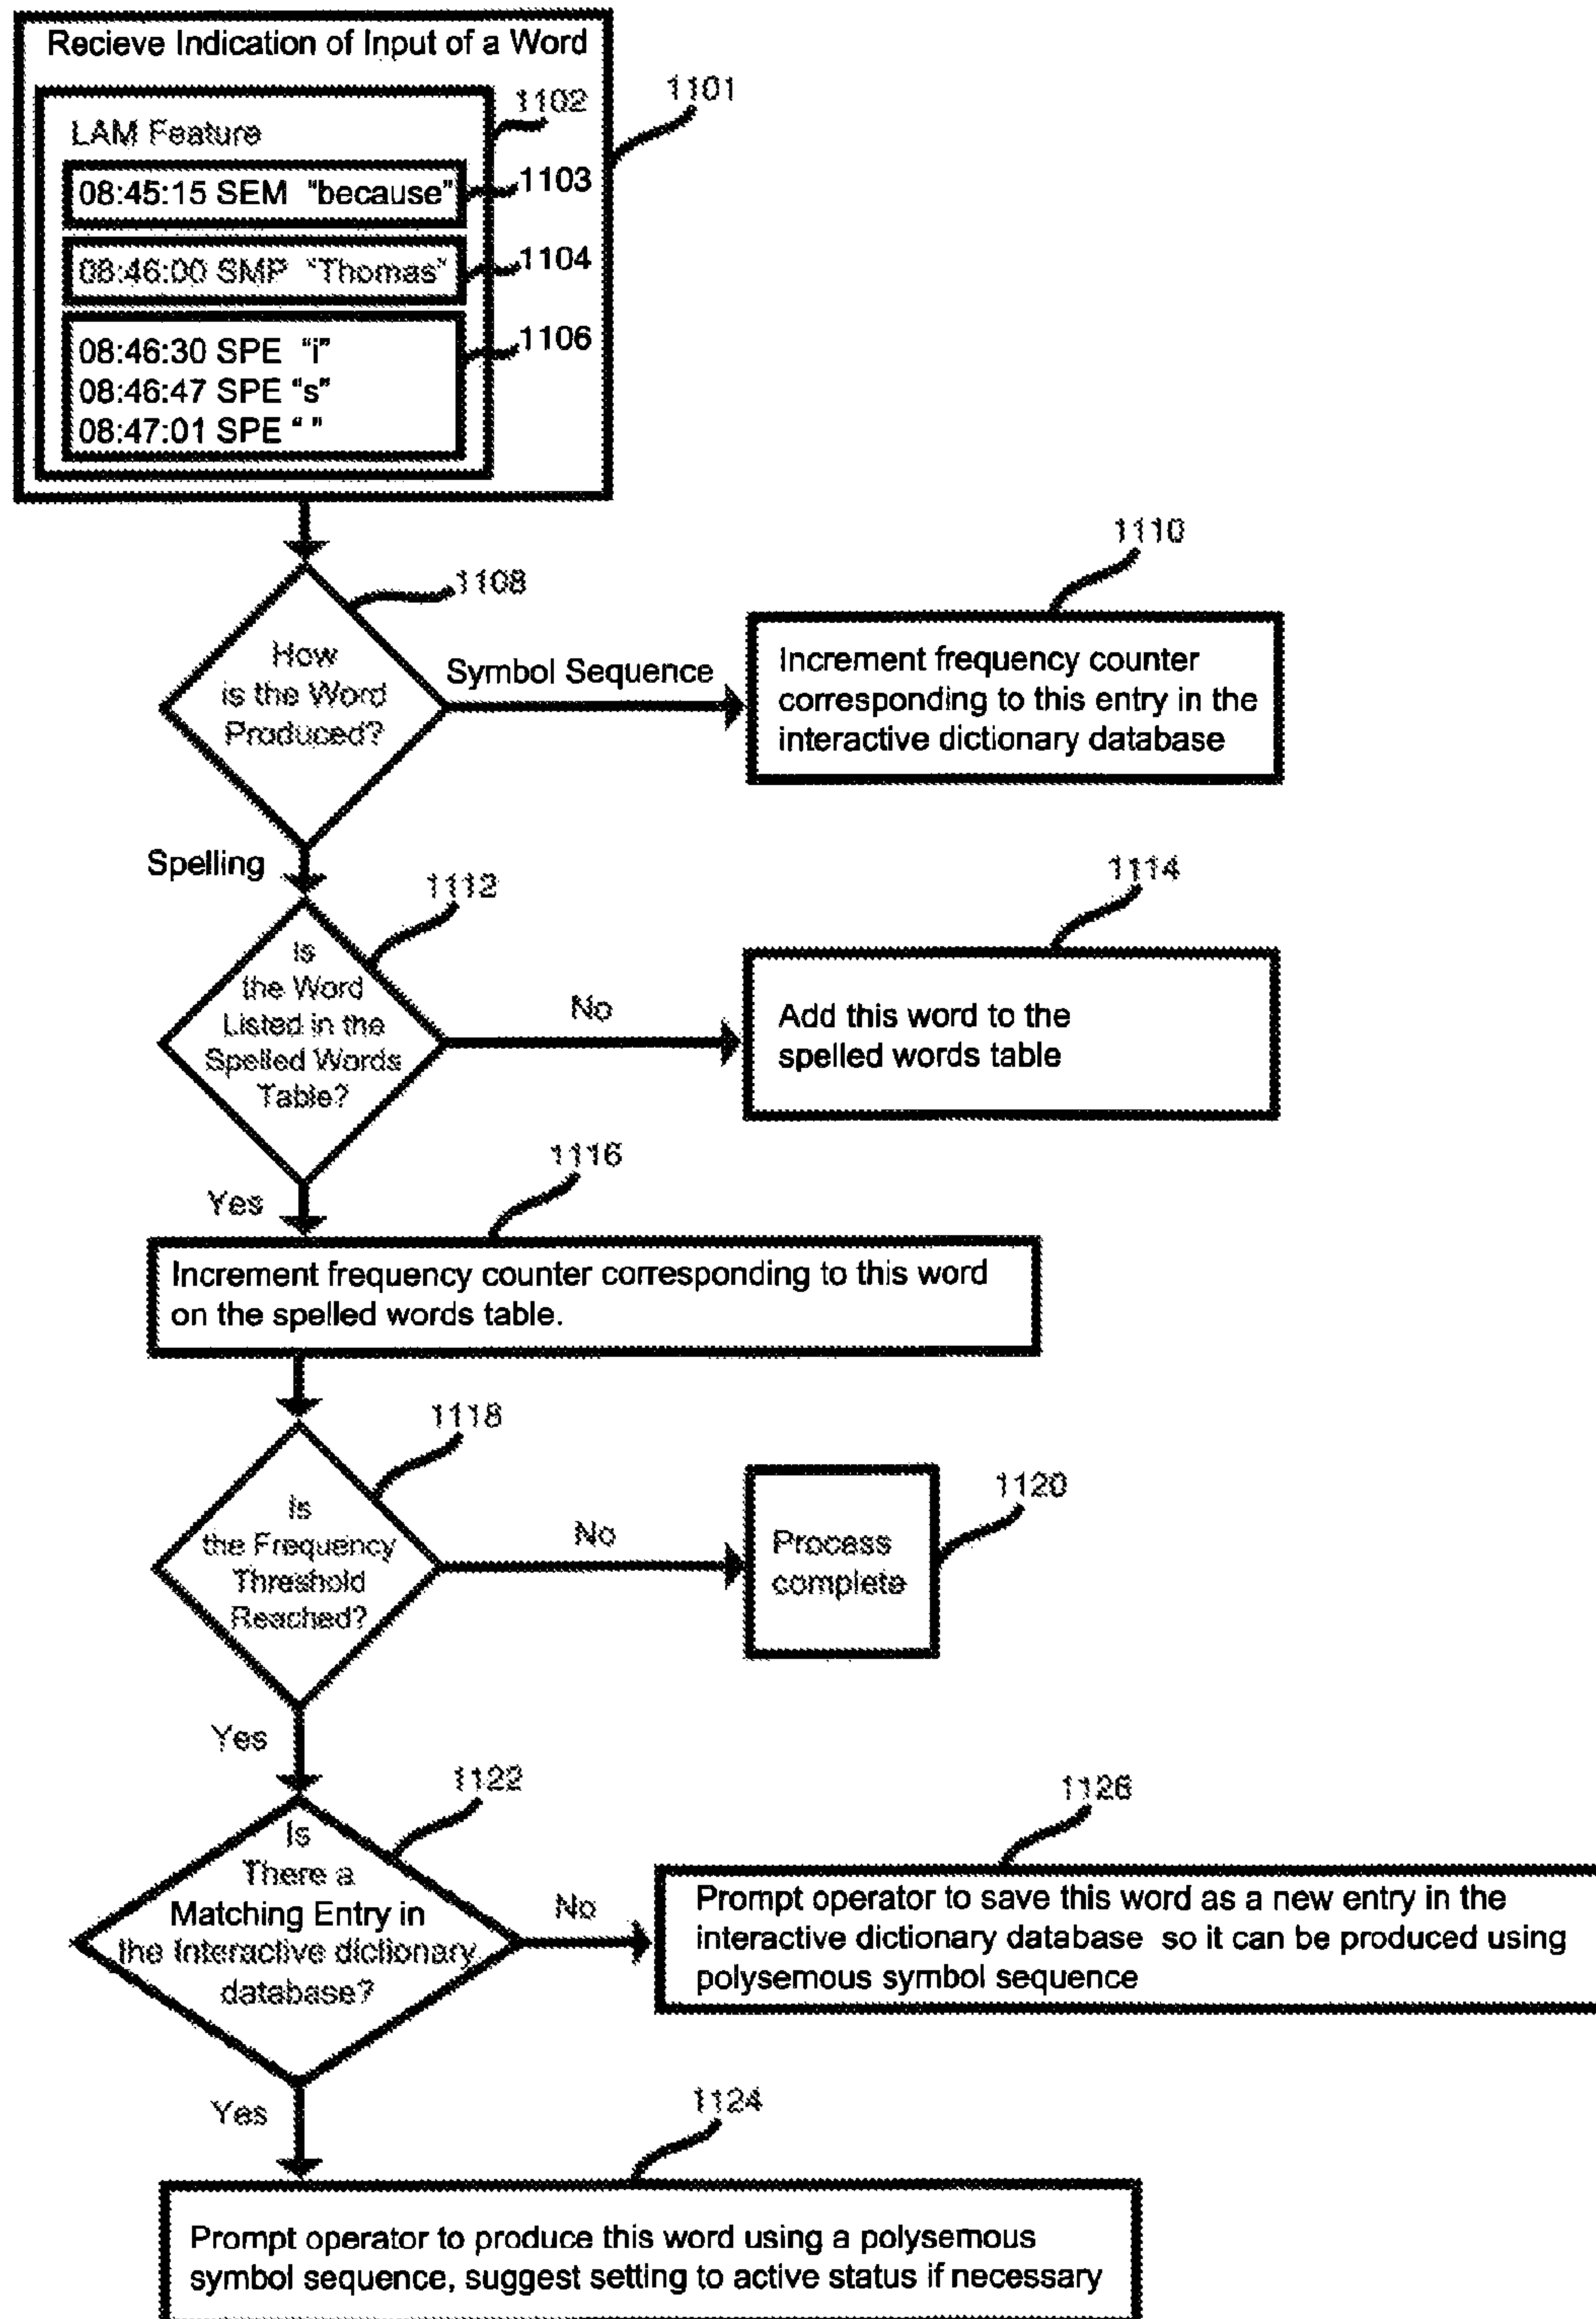 Recieve Indication of Input of a Word
1102
1101
LAM Feature
08:45:15 SEM "because"
1103
08:46:00 SMP "Thomas"
1104
08:46:30 SPE "i"
1106
08:46:47 SPE "s"
08:47:01 SPE " "
1108
1110
How
is the Word
Produced?
Symbol Sequence
Increment frequency counter
corresponding to this entry in the
interactive dictionary database
Spelling
1112
1114
Is
the Word
Listed in the
Spelled Words
Table?
No
Add this word to the
spelled words table
Yes
1116
Increment frequency counter corresponding to this word
on the spelled words table.
1118
1120
Is
the Frequency
Threshold
Reached?
No
Process
complete
Yes
1122
1126
Is
There a
Matching Entry in
the Interactive dictionary
database?
No
Prompt operator to save this word as a new entry in the
interactive dictionary database so it can be produced using
polysemous symbol sequence
Yes
1124
Prompt operator to produce this word using a polysemous
symbol sequence, suggest setting to active status if necessary